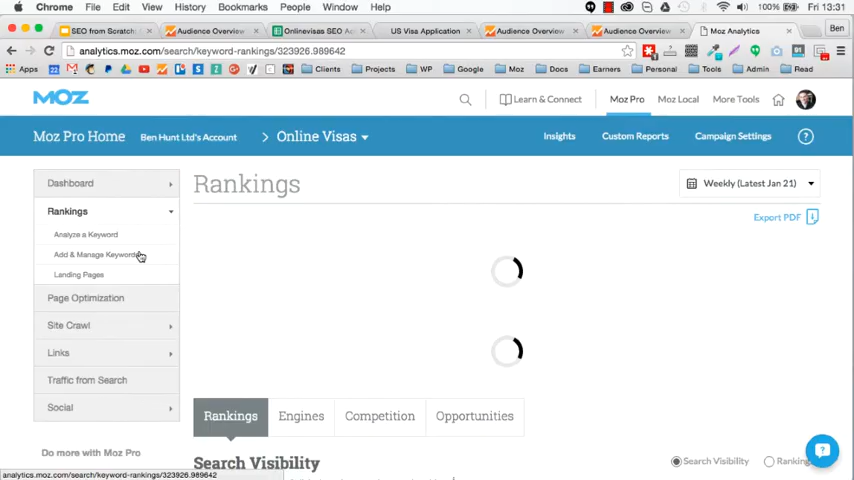 Chrome File Edit View History Bookmarks People Window Help 100% Fri 13:31
SEO from Scratch: Audience Overview Onlinevisas SEO Ac US Visa Application Audience Overview Audience Overview Moz Analytics Ben
analytics.moz.com/search/keyword-rankings/323926.989642
Apps Clients Projects WP Google Moz Earners Personal Docs Tools Admin Read
MOZ Learn & Connect Moz Pro Moz Local More Tools
Moz Pro Home Ben Hunt Ltd's Account Online Visas Insights Custom Reports Campaign Settings ?
Dashboard
Rankings
Analyze a Keyword
Add & Manage Keywords
Landing Pages
Page Optimization
Site Crawl
Links
Traffic from Search
Social
Do more with Moz Pro
Rankings
Weekly (Latest Jan 21)
Export PDF
Rankings Engines Competition Opportunities
Search Visibility
Search Visibility
analytics.moz.com/search/keyword-rankings/323926.989642